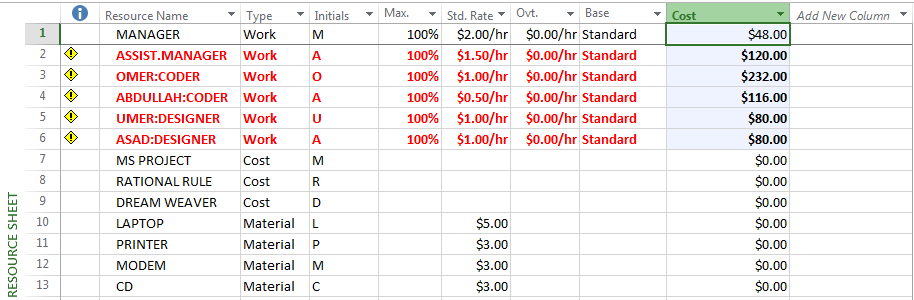 Resource Name Type Initials Max. Std. Rate Ovt. Base Cost Add New Column
1 MANAGER Work M 100% $2.00/hr $0.00/hr Standard $48.00
2 ASSIST.MANAGER Work A 100% $1.50/hr $0.00/hr Standard $120.00
3 OMER:CODER Work O 100% $1.00/hr $0.00/hr Standard $232.00
4 ABDULLAH:CODER Work A 100% $0.50/hr $0.00/hr Standard $116.00
5 UMER:DESIGNER Work U 100% $1.00/hr $0.00/hr Standard $80.00
6 ASAD:DESIGNER Work A 100% $1.00/hr $0.00/hr Standard $80.00
7 MS PROJECT Cost M $0.00
8 RATIONAL RULE Cost R $0.00
9 DREAM WEAVER Cost D $0.00
10 LAPTOP Material L $5.00 $0.00
11 PRINTER Material P $3.00 $0.00
12 MODEM Material M $3.00 $0.00
13 CD Material C $3.00 $0.00
RESOURCE SHEET